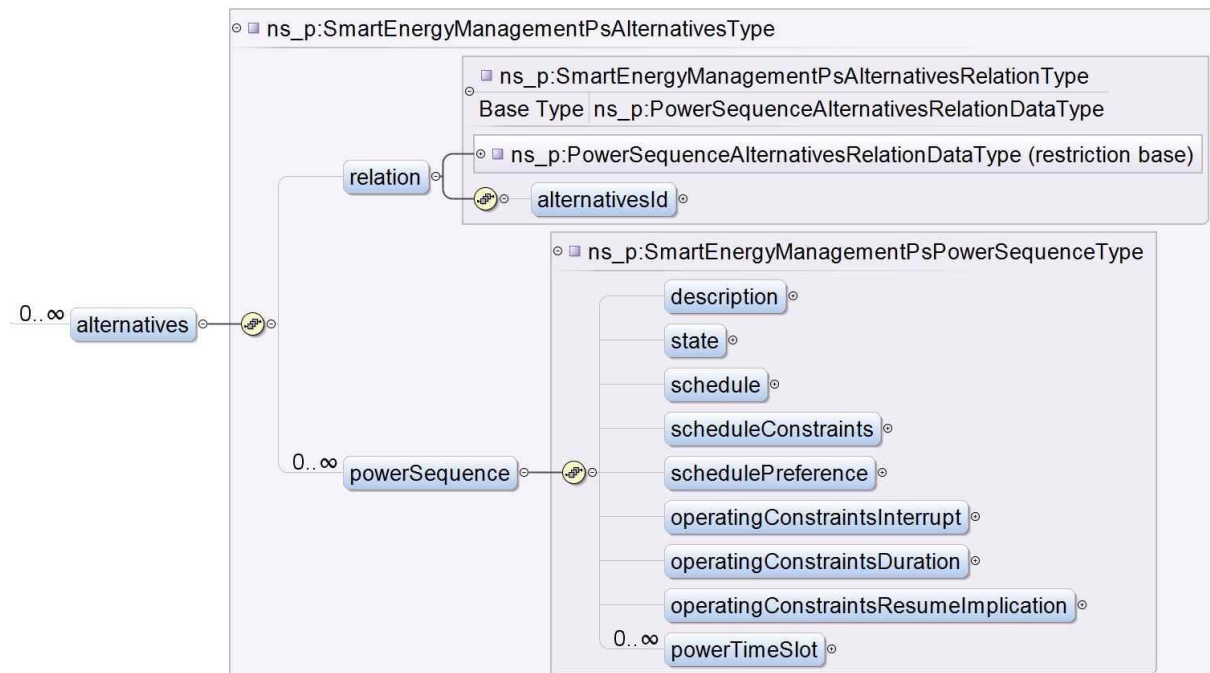 ns_p:SmartEnergyManagementPsAlternativesType
ns_p:SmartEnergyManagementPsAlternativesRelationType
Base Type ns_p:PowerSequenceAlternativesRelationDataType
ns_p:PowerSequenceAlternativesRelationDataType (restriction base)
relation
alternativesId
ns_p:SmartEnergyManagementPsPowerSequenceType
description
0..∞ alternatives
state
schedule
scheduleConstraints
0..∞ powerSequence
schedulePreference
operatingConstraintsInterrupt
operatingConstraintsDuration
operatingConstraintsResumeImplication
0..∞ powerTimeSlot